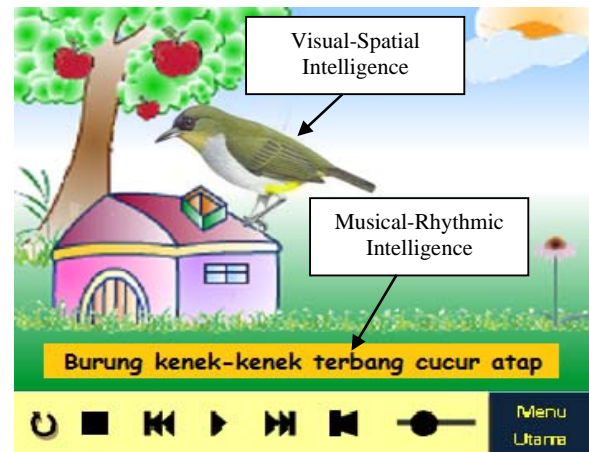 Visual-Spatial
Intelligence
Musical-Rhythmic
Intelligence
Burung kenek-kenek terbang cucur atap
Menu
Utama